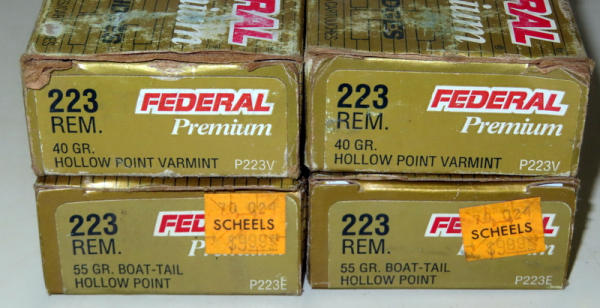 FEDERAL
Premium
FEDERAL
Premium
223
REM.
FEDERAL
Premium
40 GR.
HOLLOW POINT VARMINT
P223V
223
REM.
FEDERAL
Premium
40 GR.
HOLLOW POINT VARMINT
P223V
223
REM.
SCHEELS
55 GR. BOAT-TAIL
HOLLOW POINT
P223E
223
REM.
SCHEELS
55 GR. BOAT-TAIL
HOLLOW POINT
P223E